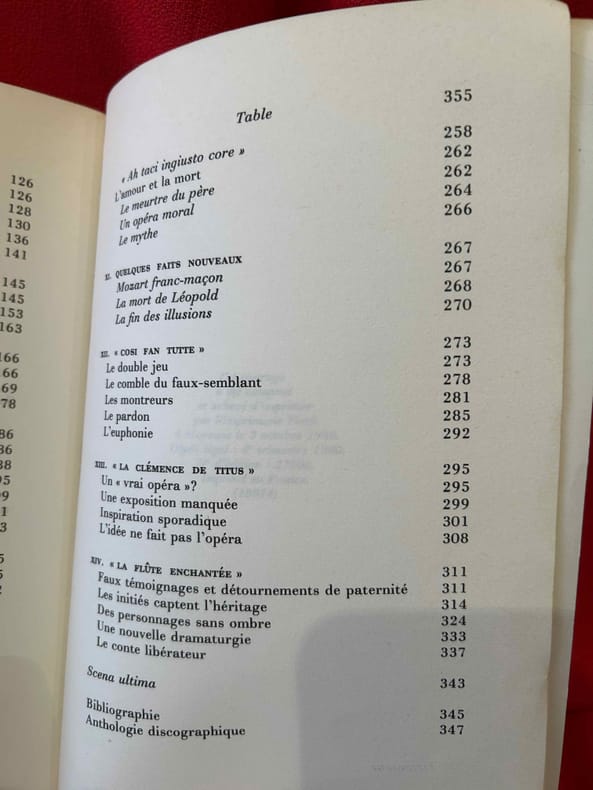 126
126
128
130
136
141
145
145
153
163
166
66
69
78
86
86
Table 355
« Ah taci ingiusto core » 258
L'amour et la mort 262
Le meurtre du père 262
Un opéra moral 264
Le mythe 266
XI. QUELQUES FAITS NOUVEAUX 267
Mozart franc-maçon 267
La mort de Léopold 268
La fin des illusions 270
XII. « COSI FAN TUTTE » 273
Le double jeu 273
Le comble du faux-semblant 278
Les montreurs 281
Le pardon 285
L'euphonie 292
XIII. « LA CLÉMENCE DE TITUS » 295
Un « vrai opéra »? 295
Une exposition manquée 299
Inspiration sporadique 301
L'idée ne fait pas l'opéra 308
XIV. « LA FLÛTE ENCHANTÉE » 311
Faux témoignages et détournements de paternité 311
Les initiés captent l'héritage 314
Des personnages sans ombre 324
Une nouvelle dramaturgie 333
Le conte libérateur 337
Scena ultima 343
Bibliographie 345
Anthologie discographique 347